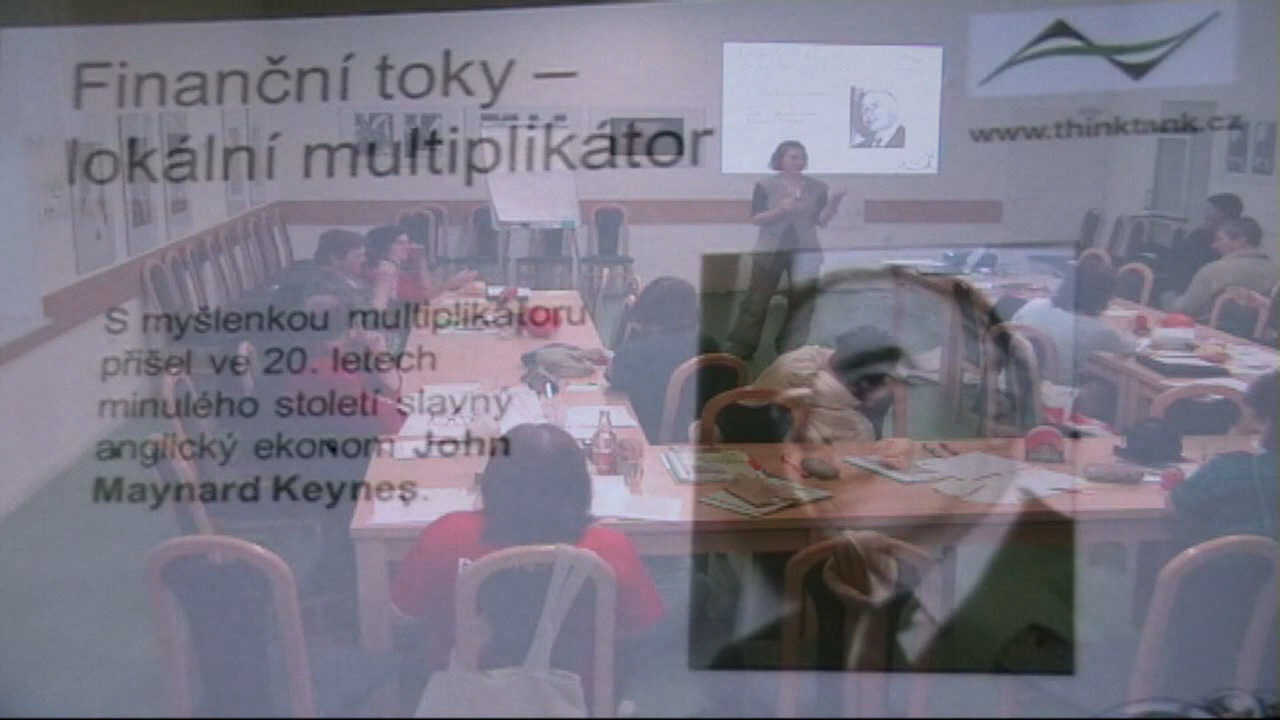 Finanční toky –
lokální multiplikátor
www.thinktank.cz
S myšlenkou multiplikátoru
přišel ve 20. letech
minulého století slavný
anglický ekonom John
Maynard Keynes.